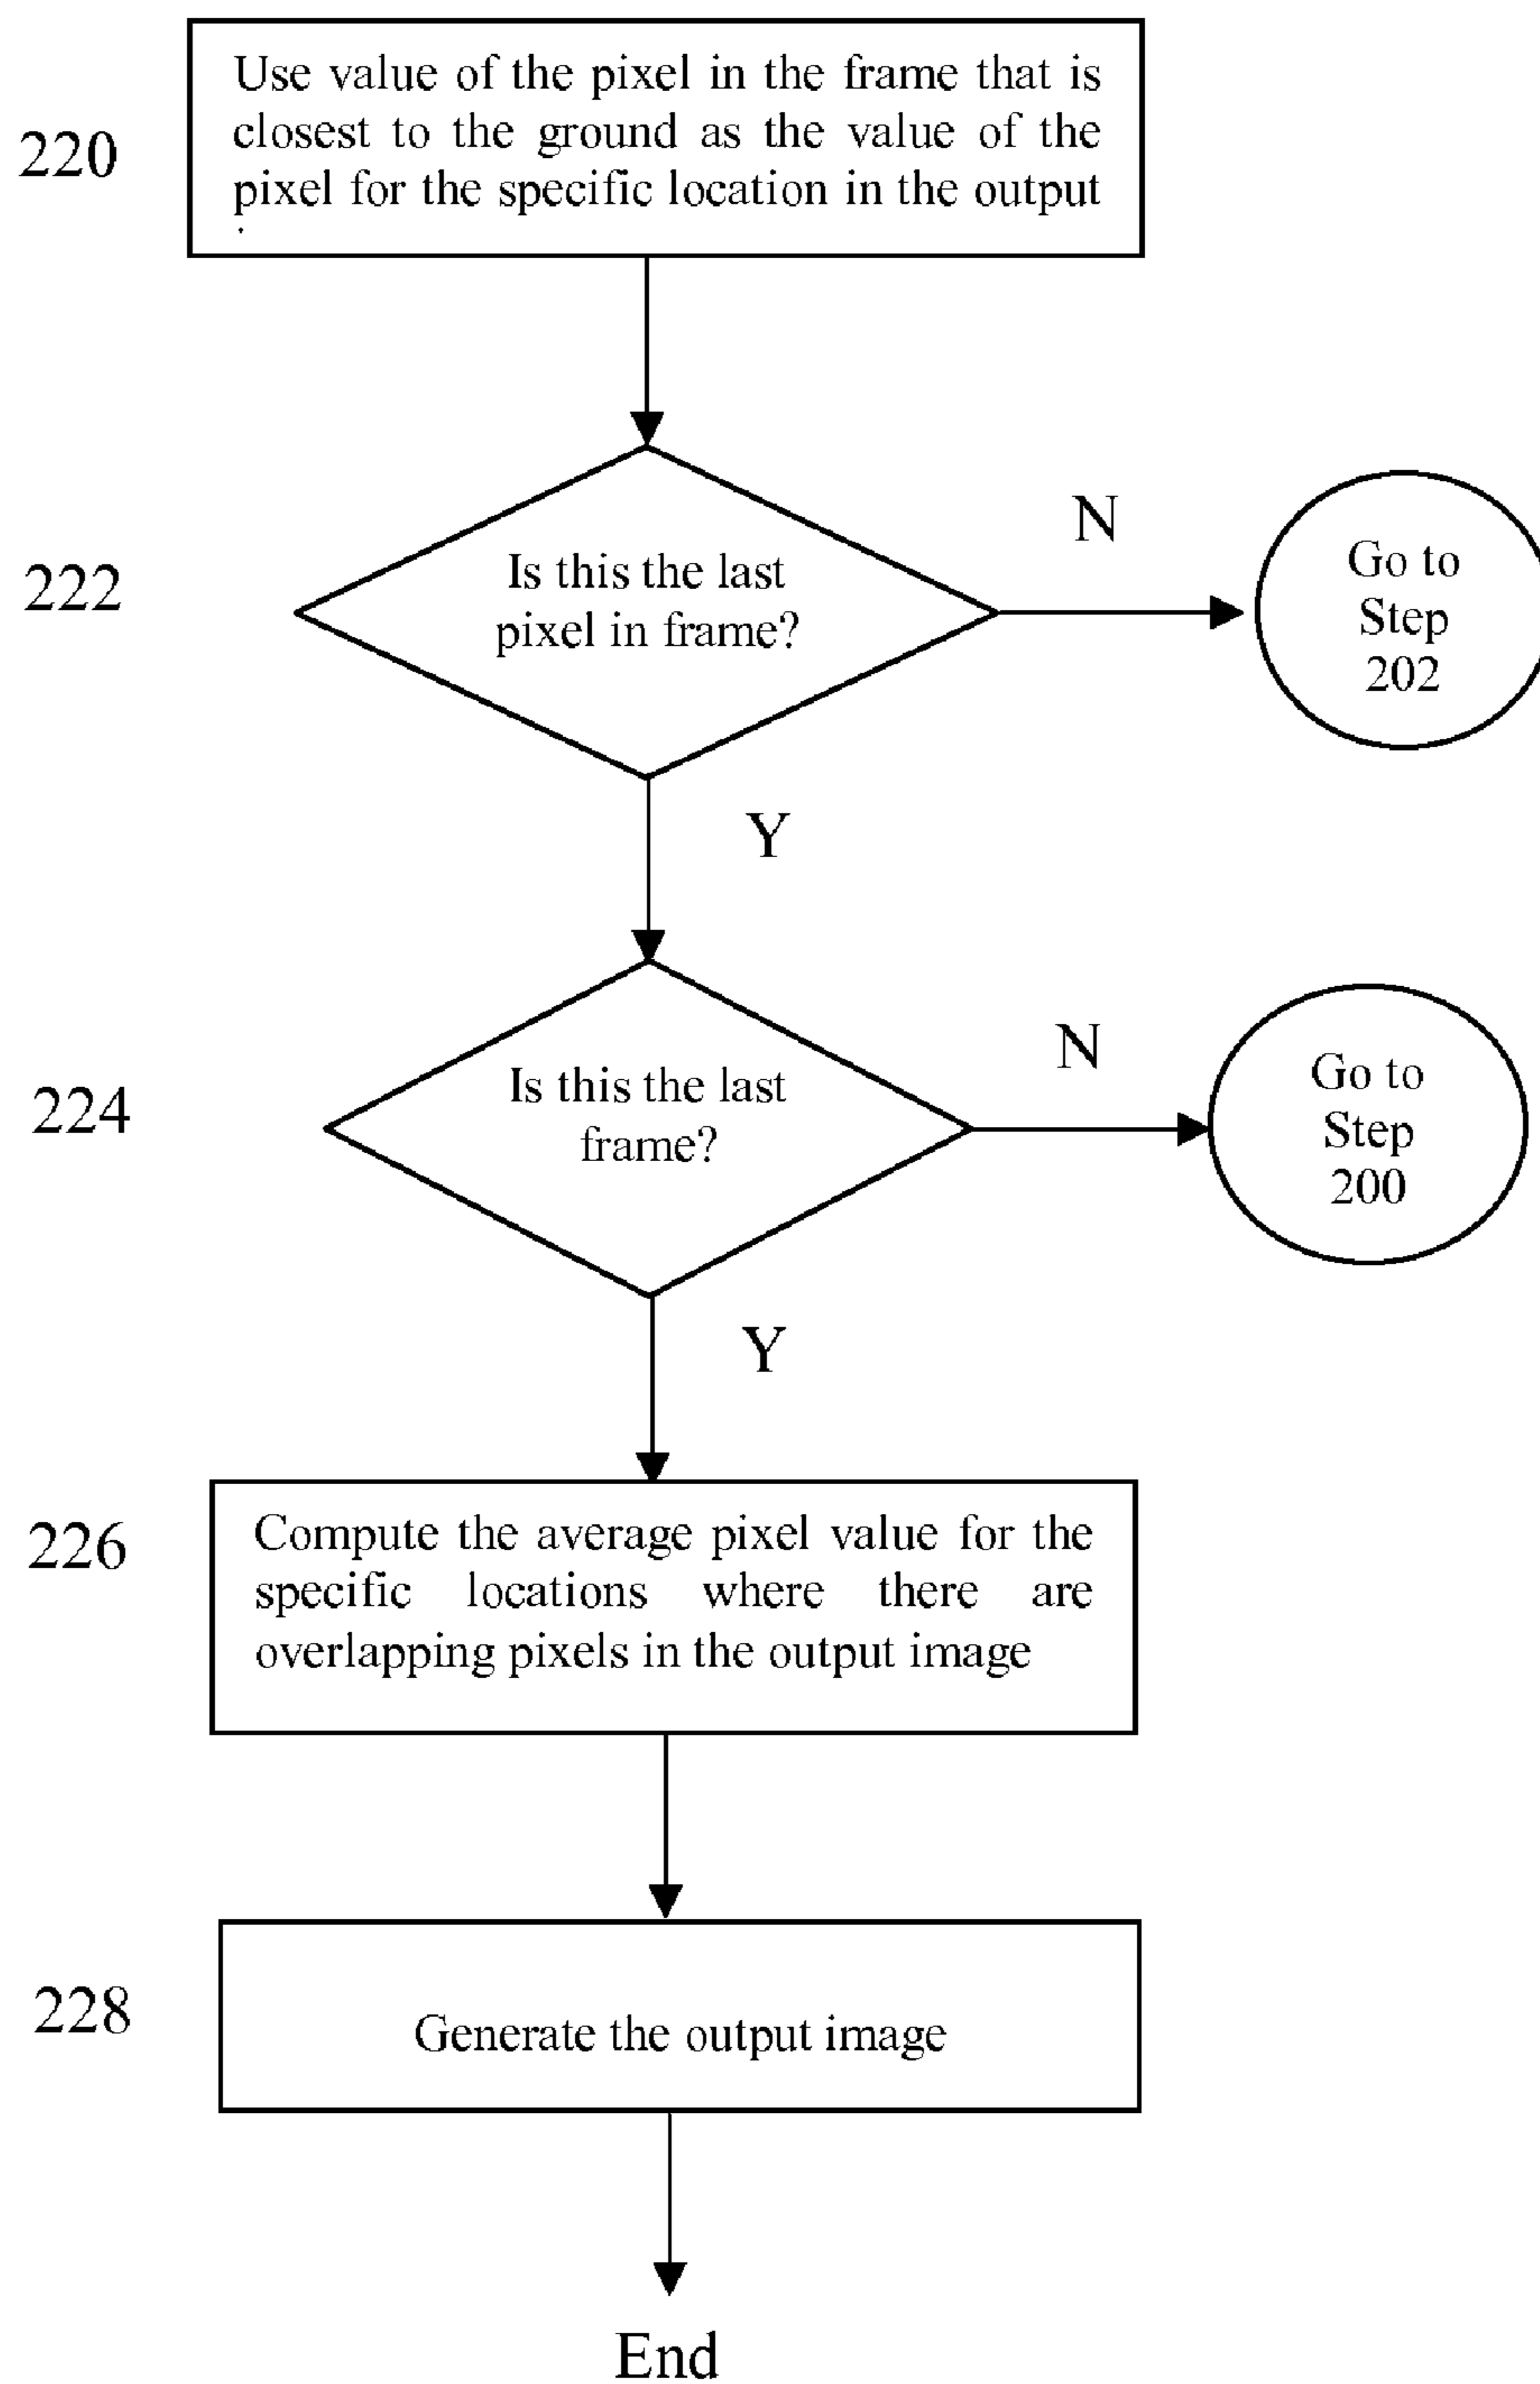 220
Use value of the pixel in the frame that is
closest to the ground as the value of the
pixel for the specific location in the output
222
Is this the last
pixel in frame?
N
Go to
Step
202
Y
224
Is this the last
frame?
N
Go to
Step
200
Y
226
Compute the average pixel value for the
specific locations where there are
overlapping pixels in the output image
228
Generate the output image
End